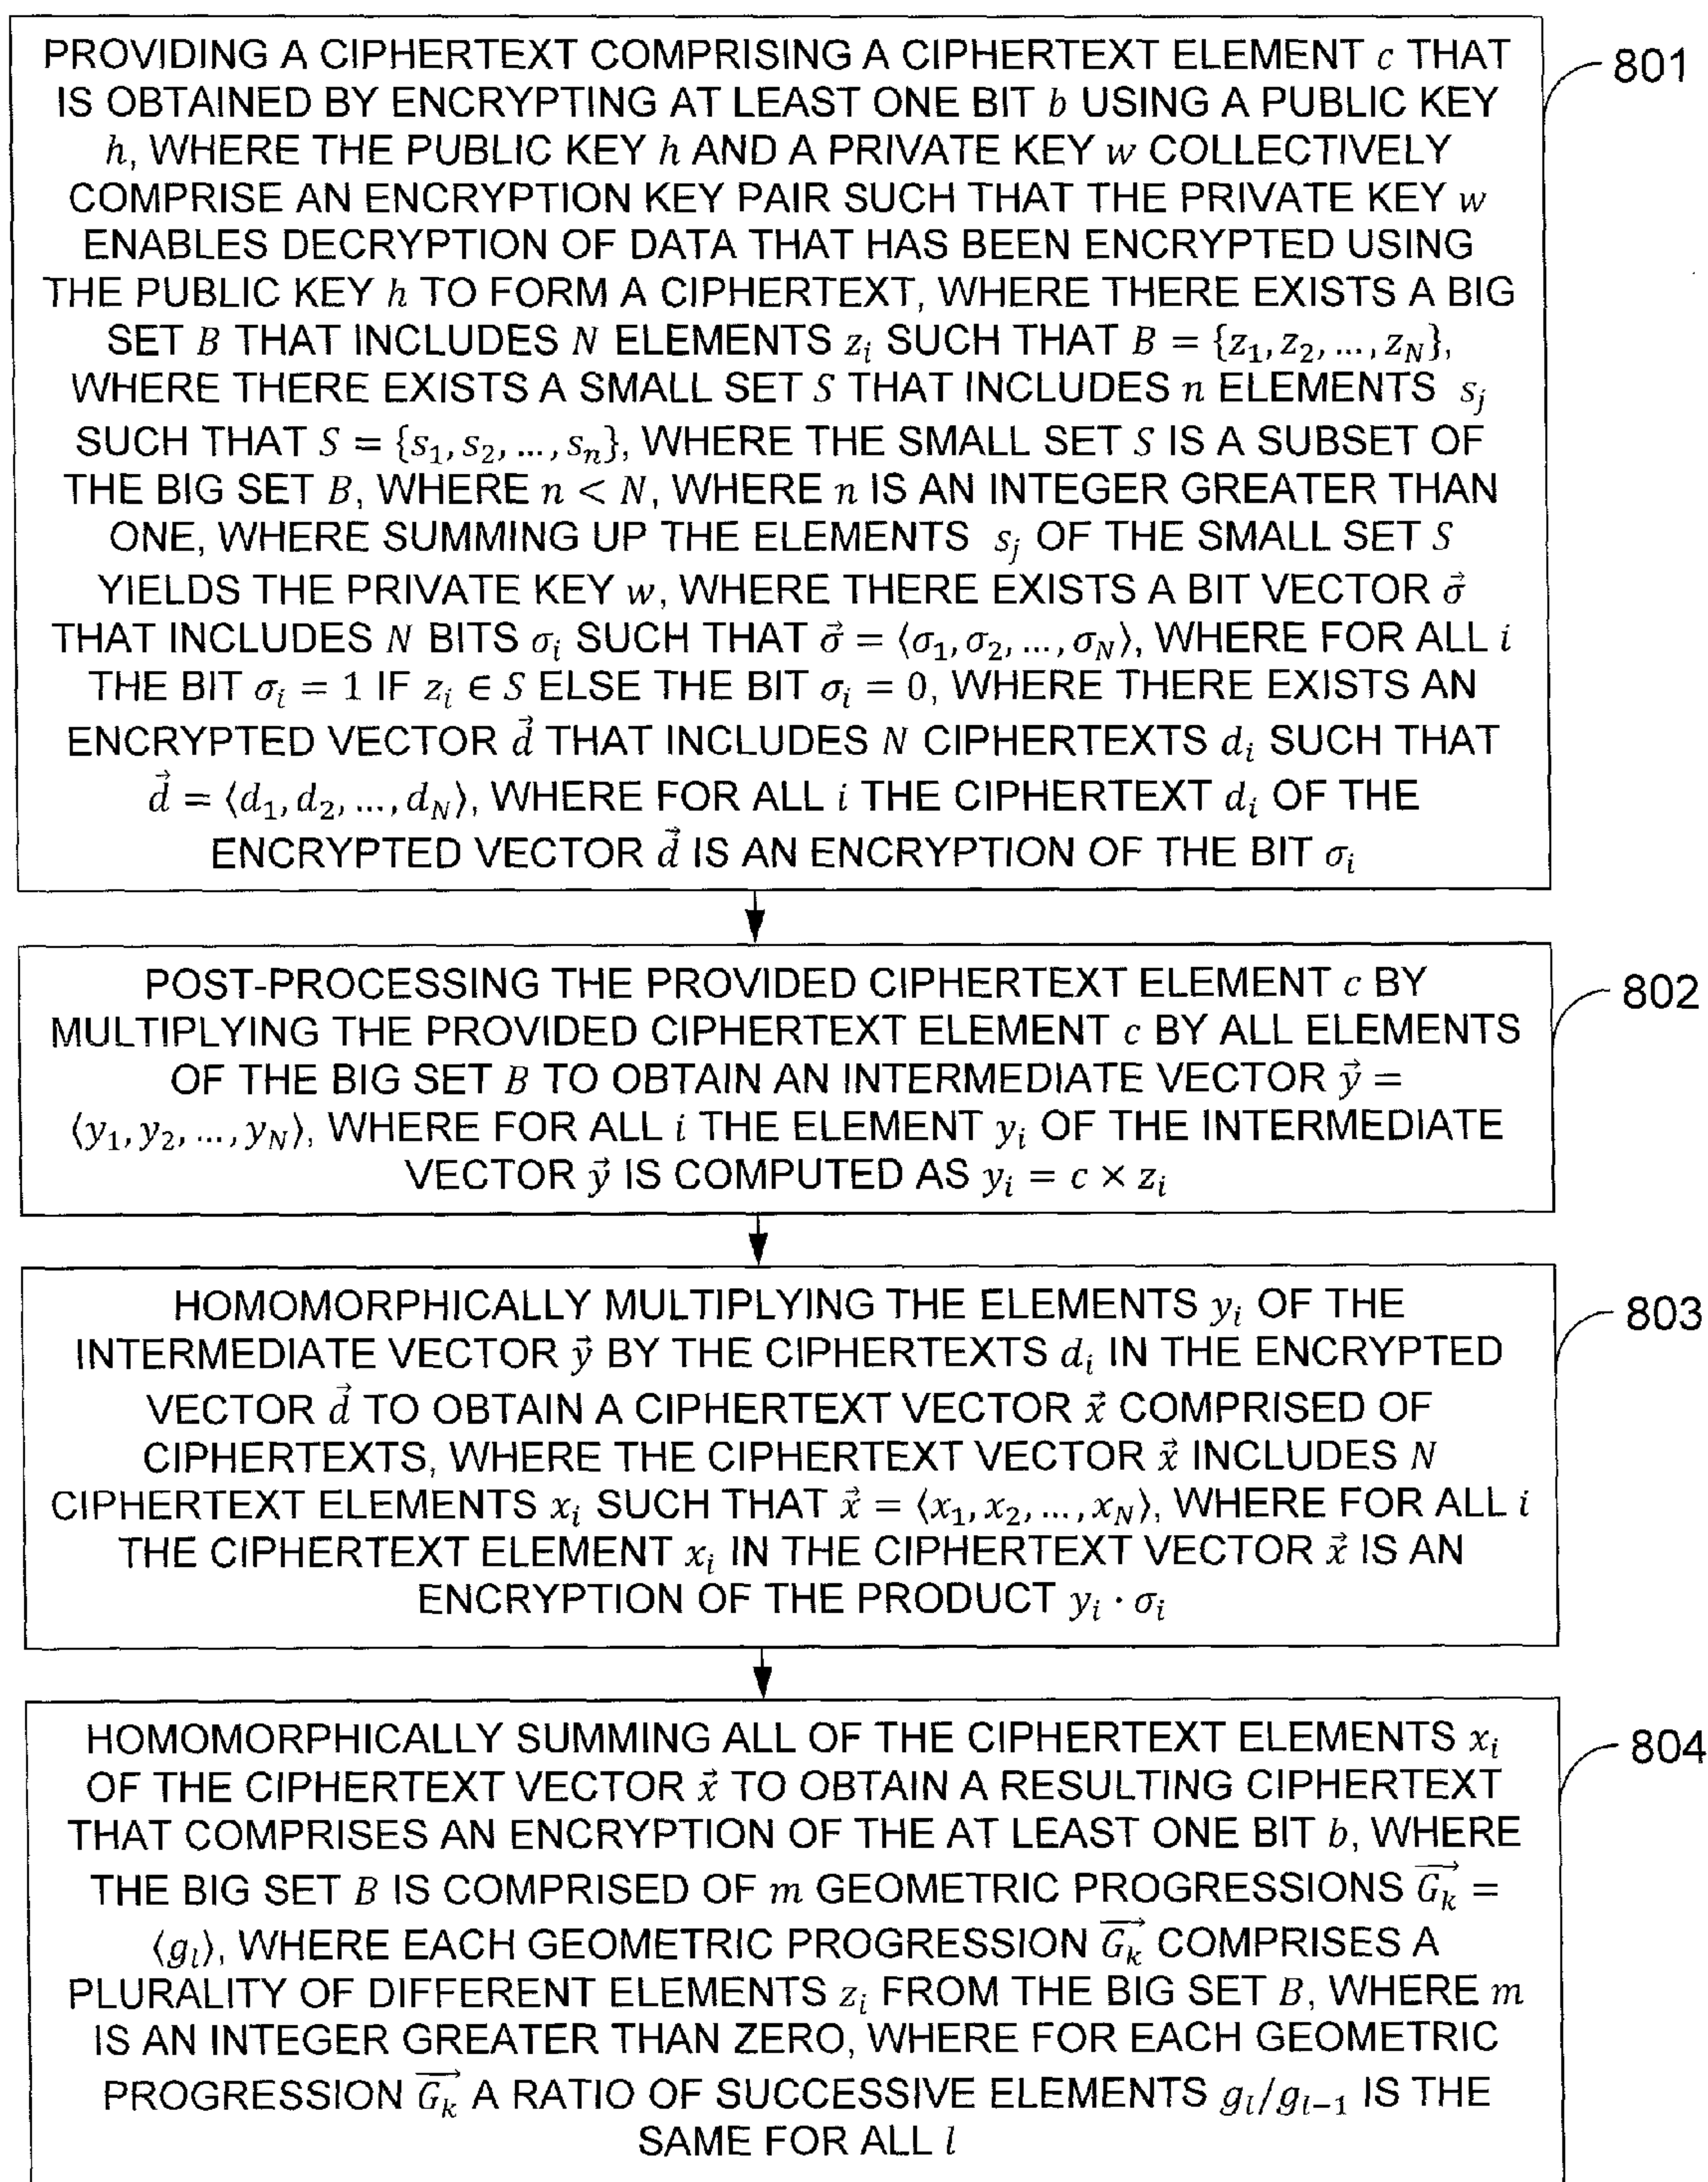 PROVIDING A CIPHERTEXT COMPRISING A CIPHERTEXT ELEMENT c THAT
IS OBTAINED BY ENCRYPTING AT LEAST ONE BIT b USING A PUBLIC KEY
h, WHERE THE PUBLIC KEY h AND A PRIVATE KEY w COLLECTIVELY
COMPRISE AN ENCRYPTION KEY PAIR SUCH THAT THE PRIVATE KEY w
ENABLES DECRYPTION OF DATA THAT HAS BEEN ENCRYPTED USING
THE PUBLIC KEY h TO FORM A CIPHERTEXT, WHERE THERE EXISTS A BIG
SET B THAT INCLUDES N ELEMENTS z_i SUCH THAT B = {z_1, z_2, ..., z_N},
WHERE THERE EXISTS A SMALL SET S THAT INCLUDES n ELEMENTS s_j
SUCH THAT S = {s_1, s_2, ..., s_n}, WHERE THE SMALL SET S IS A SUBSET OF
THE BIG SET B, WHERE n < N, WHERE n IS AN INTEGER GREATER THAN
ONE, WHERE SUMMING UP THE ELEMENTS s_j OF THE SMALL SET S
YIELDS THE PRIVATE KEY w, WHERE THERE EXISTS A BIT VECTOR σ⃗
THAT INCLUDES N BITS σ_i SUCH THAT σ⃗ = ⟨σ_1, σ_2, ..., σ_N⟩, WHERE FOR ALL i
THE BIT σ_i = 1 IF z_i ∈ S ELSE THE BIT σ_i = 0, WHERE THERE EXISTS AN
ENCRYPTED VECTOR d⃗ THAT INCLUDES N CIPHERTEXTS d_i SUCH THAT
d⃗ = ⟨d_1, d_2, ..., d_N⟩, WHERE FOR ALL i THE CIPHERTEXT d_i OF THE
ENCRYPTED VECTOR d⃗ IS AN ENCRYPTION OF THE BIT σ_i
801
POST-PROCESSING THE PROVIDED CIPHERTEXT ELEMENT c BY
MULTIPLYING THE PROVIDED CIPHERTEXT ELEMENT c BY ALL ELEMENTS
OF THE BIG SET B TO OBTAIN AN INTERMEDIATE VECTOR y⃗ =
⟨y_1, y_2, ..., y_N⟩, WHERE FOR ALL i THE ELEMENT y_i OF THE INTERMEDIATE
VECTOR y⃗ IS COMPUTED AS y_i = c × z_i
802
HOMOMORPHICALLY MULTIPLYING THE ELEMENTS y_i OF THE
INTERMEDIATE VECTOR y⃗ BY THE CIPHERTEXTS d_i IN THE ENCRYPTED
VECTOR d⃗ TO OBTAIN A CIPHERTEXT VECTOR x⃗ COMPRISED OF
CIPHERTEXTS, WHERE THE CIPHERTEXT VECTOR x⃗ INCLUDES N
CIPHERTEXT ELEMENTS x_i SUCH THAT x⃗ = ⟨x_1, x_2, ..., x_N⟩, WHERE FOR ALL i
THE CIPHERTEXT ELEMENT x_i IN THE CIPHERTEXT VECTOR x⃗ IS AN
ENCRYPTION OF THE PRODUCT y_i · σ_i
803
HOMOMORPHICALLY SUMMING ALL OF THE CIPHERTEXT ELEMENTS x_i
OF THE CIPHERTEXT VECTOR x⃗ TO OBTAIN A RESULTING CIPHERTEXT
THAT COMPRISES AN ENCRYPTION OF THE AT LEAST ONE BIT b, WHERE
THE BIG SET B IS COMPRISED OF m GEOMETRIC PROGRESSIONS G_k⃗ =
⟨g_l⟩, WHERE EACH GEOMETRIC PROGRESSION G_k⃗ COMPRISES A
PLURALITY OF DIFFERENT ELEMENTS z_i FROM THE BIG SET B, WHERE m
IS AN INTEGER GREATER THAN ZERO, WHERE FOR EACH GEOMETRIC
PROGRESSION G_k⃗ A RATIO OF SUCCESSIVE ELEMENTS g_l/g_{l−1} IS THE
SAME FOR ALL l
804